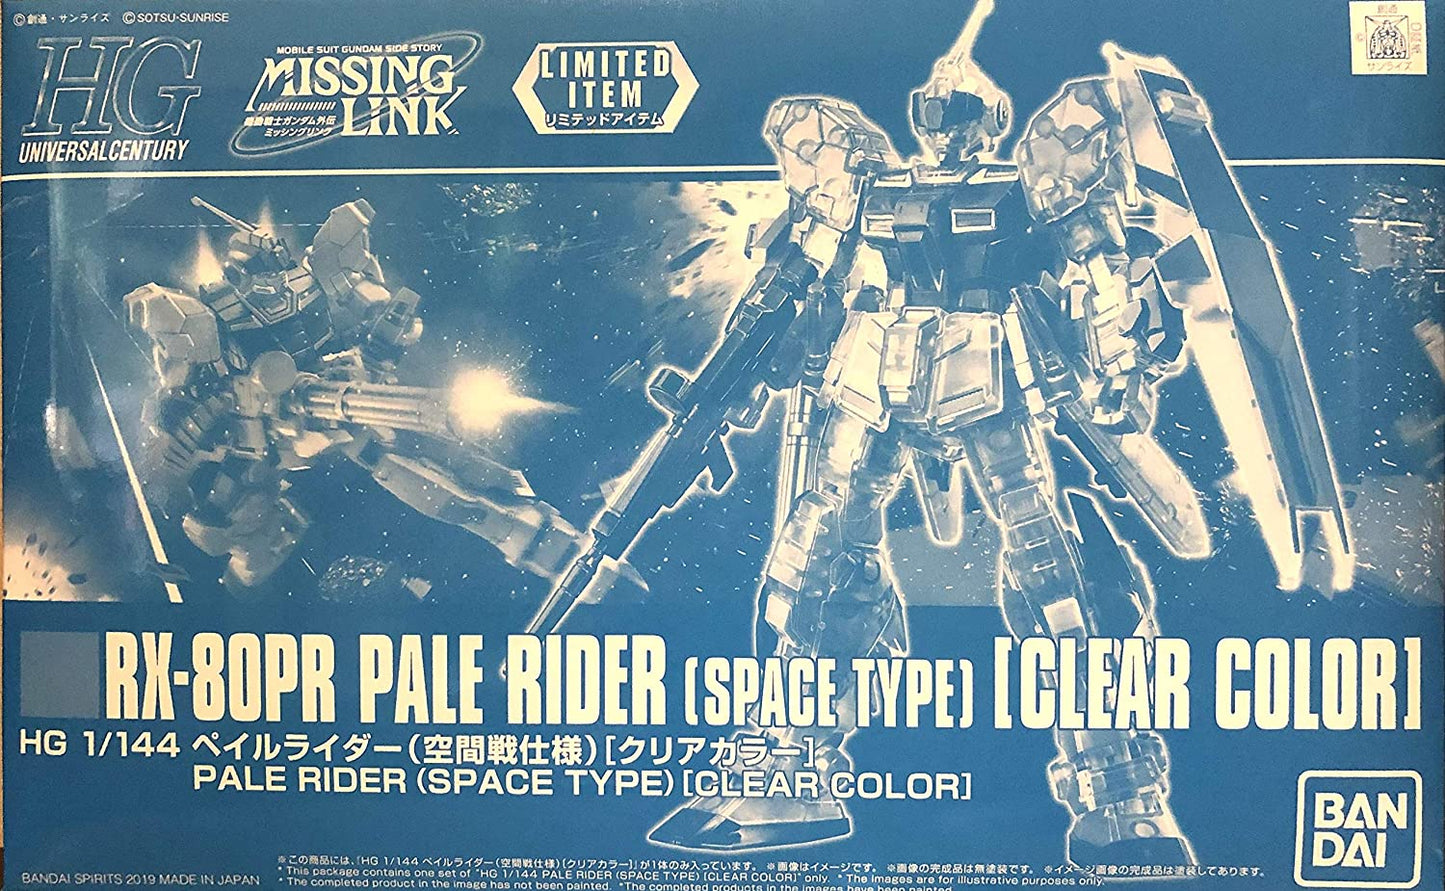 ©創通・サンライズ ©SOTSU・SUNRISE
HG
UNIVERSAL CENTURY
MOBILE SUIT GUNDAM SIDE STORY
MISSING
LINK
機動戦士ガンダム外伝
ミッシングリンク
LIMITED
ITEM
リミテッドアイテム
創通
サンライズ
RX-80PR PALE RIDER (SPACE TYPE) [CLEAR COLOR]
HG 1/144 ペイルライダー(空間戦仕様)[クリアカラー]
PALE RIDER (SPACE TYPE) [CLEAR COLOR]
BAN
DAI
※この商品には、「HG 1/144 ペイルライダー(空間戦仕様)[クリアカラー]」が1体のみ入っています。 ※画像はイメージです。 ※画像の完成品は無塗装です。 ※イメージ画像の完成品は塗装してあります。
* This package contains one set of "HG 1/144 PALE RIDER (SPACE TYPE) [CLEAR COLOR]" only. * The images are for illustrative purposes only.
* The completed product in the image has not been painted. *The completed products in the images have been painted.
BANDAI SPIRITS 2019 MADE IN JAPAN